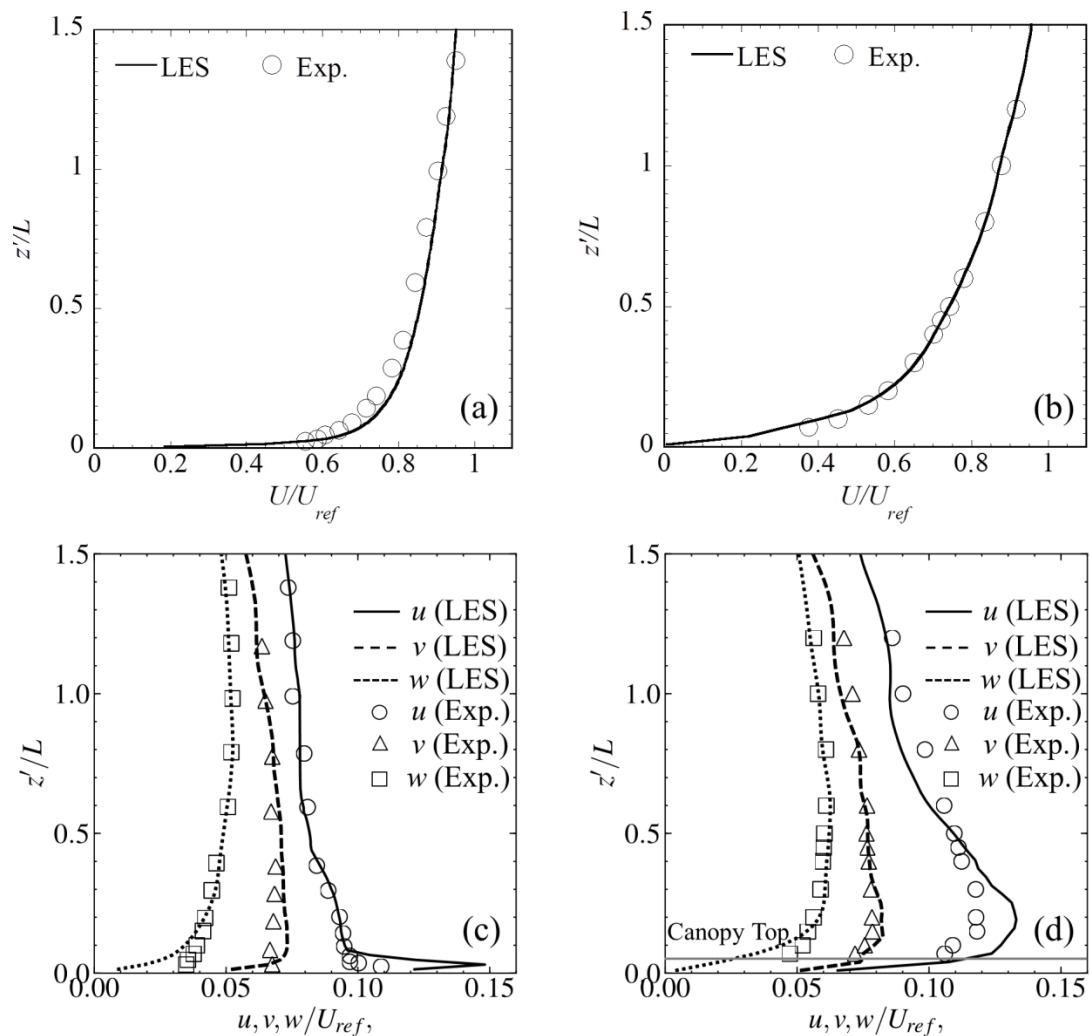 1.5
LES
Exp.
1
z'/L
0.5
(a)
0
0
0.2
0.4
0.6
0.8
1
U/U_ref
1.5
LES
Exp.
1
z'/L
0.5
(b)
0
0
0.2
0.4
0.6
0.8
1
U/U_ref
1.5
u (LES)
v (LES)
w (LES)
1.0
u (Exp.)
v (Exp.)
w (Exp.)
z'/L
0.5
(c)
0.0
0.00
0.05
0.10
0.15
u, v, w/U_ref,
1.5
u (LES)
v (LES)
w (LES)
1.0
u (Exp.)
v (Exp.)
w (Exp.)
z'/L
0.5
Canopy Top
(d)
0.0
0.00
0.05
0.10
0.15
u, v, w/U_ref,